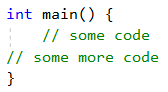 int main() {
    // some code
// some more code
}